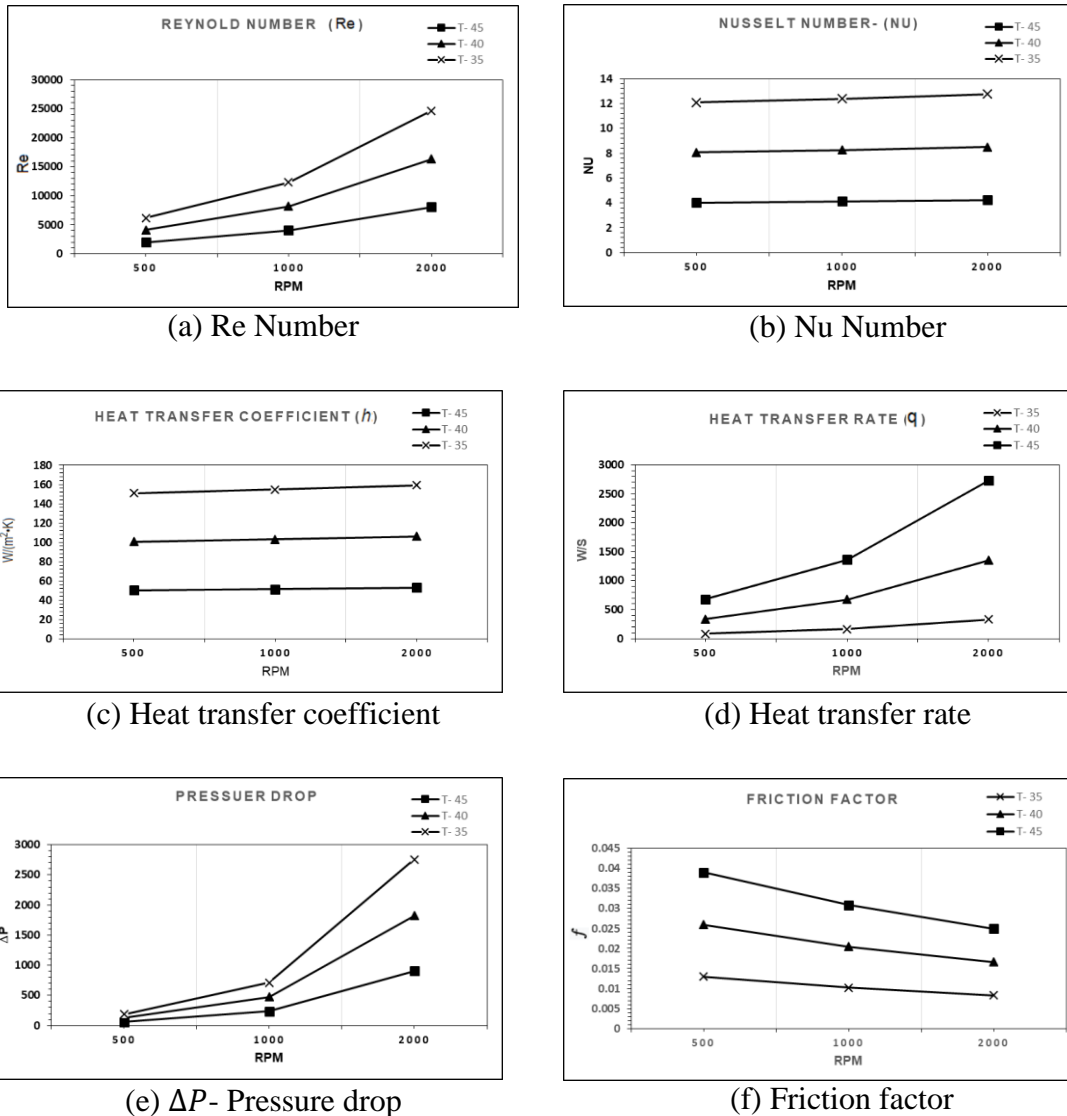 REYNOLD NUMBER (Re)
T- 45
T- 40
T- 35
30000
25000
20000
15000
10000
5000
0
Re
500 1000 2000
RPM
(a) Re Number
NUSSELT NUMBER- (NU)
T- 45
T- 40
T- 35
14
12
10
8
6
4
2
0
NU
500 1000 2000
RPM
(b) Nu Number
HEAT TRANSFER COEFFICIENT (h)
T- 45
T- 40
T- 35
180
160
140
120
100
80
60
40
20
0
W/(m²•K)
500 1000 2000
RPM
(c) Heat transfer coefficient
HEAT TRANSFER RATE (q)
T- 35
T- 40
T- 45
3000
2500
2000
1500
1000
500
0
W/S
500 1000 2000
RPM
(d) Heat transfer rate
PRESSUER DROP
T- 45
T- 40
T- 35
3000
2500
2000
1500
1000
500
0
ΔP
500 1000 2000
RPM
(e) ΔP- Pressure drop
FRICTION FACTOR
T- 35
T- 40
T- 45
0.045
0.04
0.035
0.03
0.025
0.02
0.015
0.01
0.005
0
f
500 1000 2000
RPM
(f) Friction factor